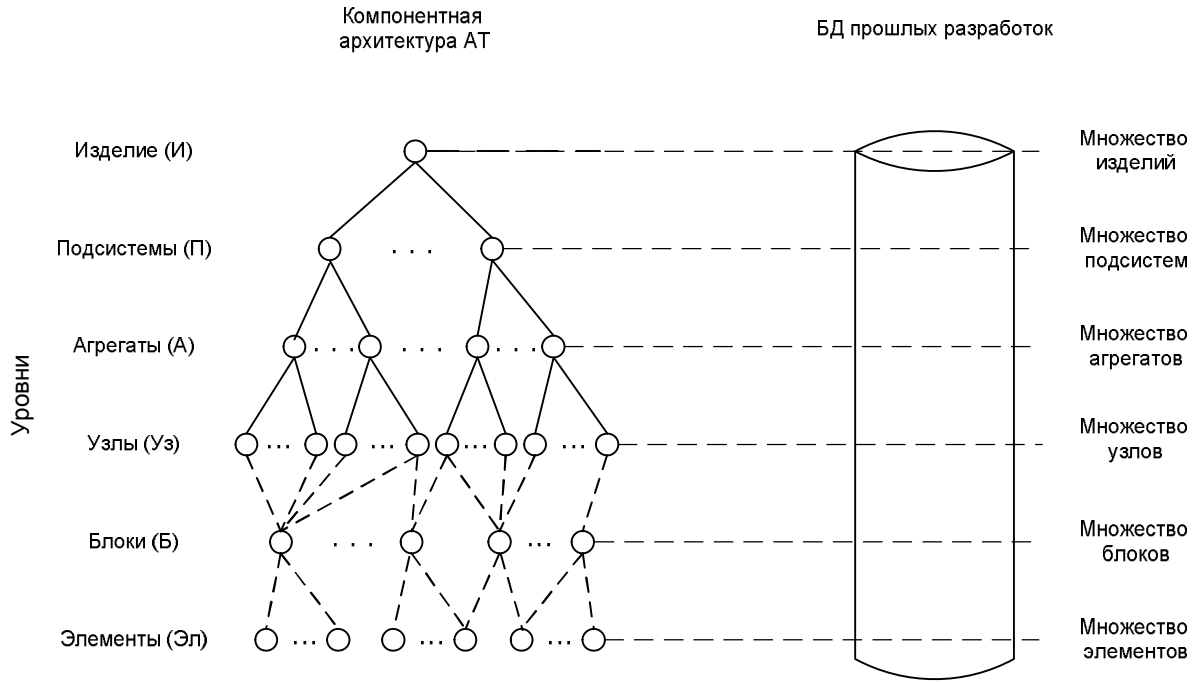 Компонентная
архитектура АТ
БД прошлых разработок
Уровни
Изделие (И)
Множество
изделий
Подсистемы (П)
. . .
Множество
подсистем
Агрегаты (А)
. . . . . . . . .
Множество
агрегатов
Узлы (Уз)
... ... ... ...
Множество
узлов
Блоки (Б)
. . . ...
Множество
блоков
Элементы (Эл)
... ... ...
Множество
элементов